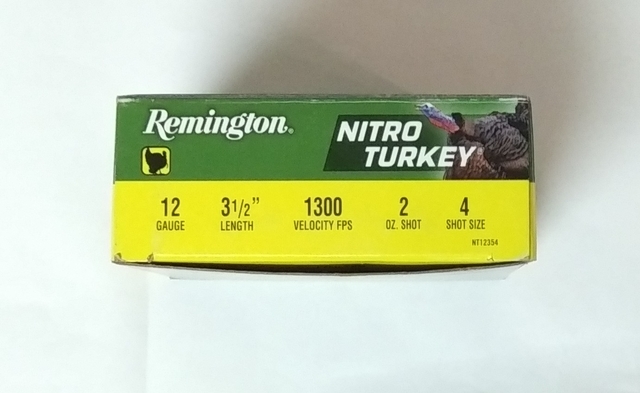 Remington®
NITRO
TURKEY
12 3 1/2" 1300 2 4
GAUGE LENGTH VELOCITY FPS OZ. SHOT SHOT SIZE
NT12354